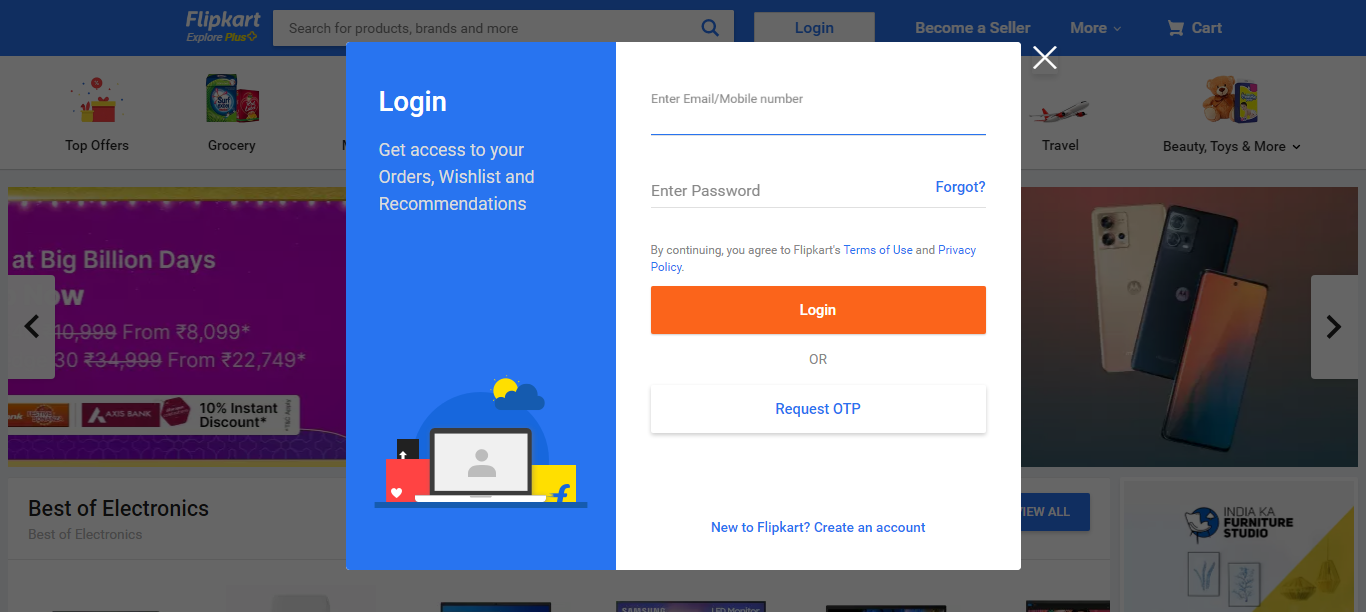 Flipkart
Explore Plus
Search for products, brands and more
Login
Become a Seller
More
Cart
Top Offers
Grocery
Travel
Beauty, Toys & More
Login
Get access to your
Orders, Wishlist and
Recommendations
Enter Email/Mobile number
Enter Password
Forgot?
By continuing, you agree to Flipkart's Terms of Use and Privacy
Policy.
Login
OR
Request OTP
New to Flipkart? Create an account
at Big Billion Days
10,999 From ₹8,099*
30 ₹34,999 From ₹22,749*
AXIS BANK
10% Instant
Discount*
Best of Electronics
Best of Electronics
VIEW ALL
INDIA KA
FURNITURE
STUDIO
SAMSUNG
LED Monitor